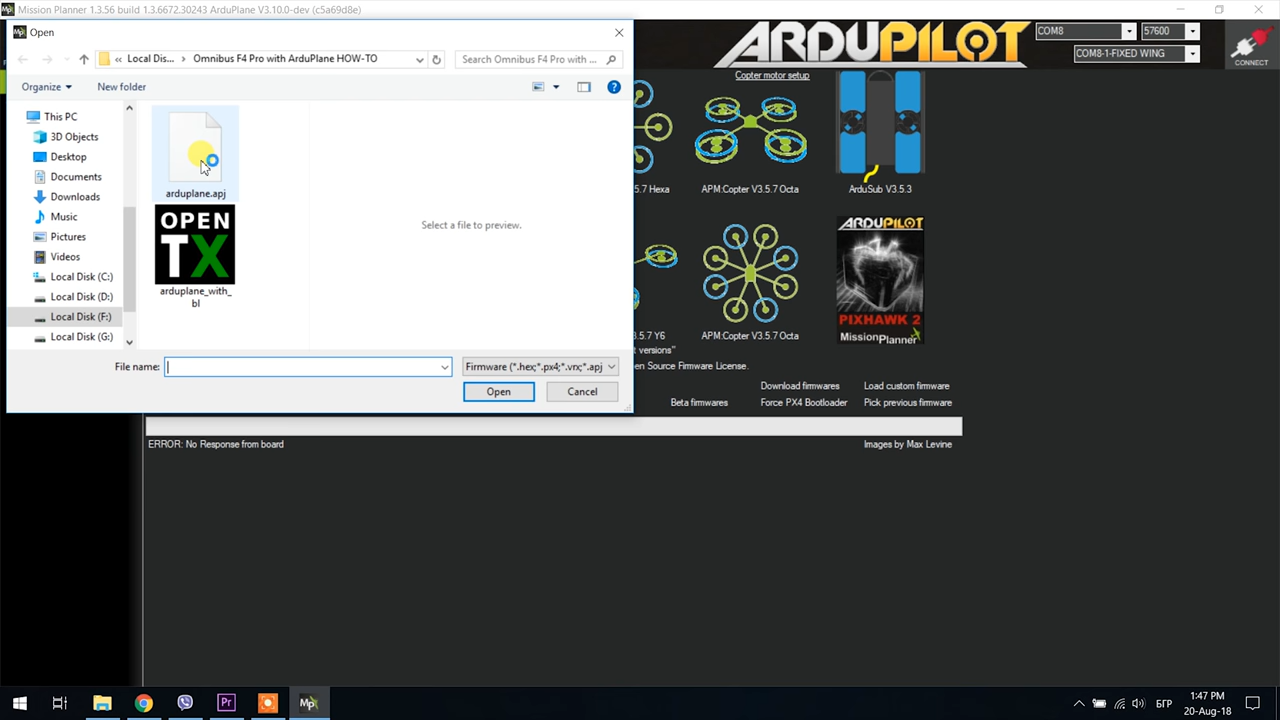 Mission Planner 1.3.56 build 1.3.6672.30243 ArduPlane V3.10.0-dev (c5a69d8e)
Open
« Local Dis... > Omnibus F4 Pro with ArduPlane HOW-TO
Search Omnibus F4 Pro with ...
Organize
New folder
This PC
3D Objects
Desktop
Documents
Downloads
Music
Pictures
Videos
Local Disk (C:)
Local Disk (D:)
Local Disk (F:)
Local Disk (G:)
arduplane.apj
OPEN
TX
arduplane_with_
bl
Select a file to preview.
File name:
Firmware (*.hex;*.px4;*.vrx;*.apj
Open
Cancel
ARDUPILOT
COM8
57600
COM8-1-FIXED WING
CONNECT
Copter motor setup
.5.7 Hexa
APM:Copter V3.5.7 Octa
ArduSub V3.5.3
ARDUPILOT
PIXHAWK 2
MissionPlanner
3.5.7 Y6
APM:Copter V3.5.7 Octa
t versions"
en Source Firmware License.
Download firmwares
Load custom firmware
Beta firmwares
Force PX4 Bootloader
Pick previous firmware
ERROR: No Response from board
Images by Max Levine
Pr
БГР
1:47 PM
20-Aug-18